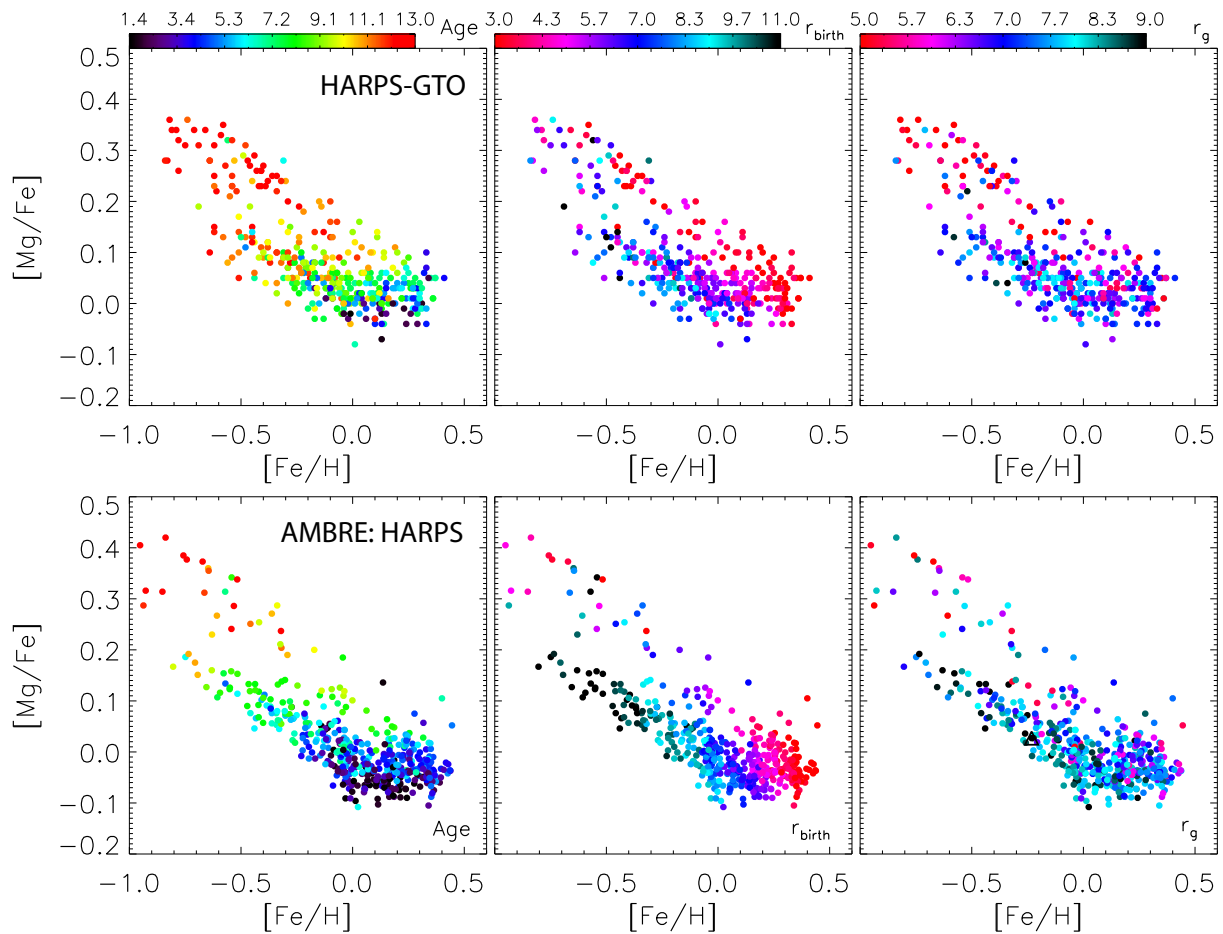 1.4 3.4 5.3 7.2 9.1 11.1 13.0
Age
3.0 4.3 5.7 7.0 8.3 9.7 11.0
r_birth
5.0 5.7 6.3 7.0 7.7 8.3 9.0
r_g
HARPS-GTO
[Mg/Fe]
0.5
0.4
0.3
0.2
0.1
0.0
−0.1
−0.2
−1.0 −0.5 0.0 0.5
−0.5 0.0 0.5
−0.5 0.0 0.5
[Fe/H] [Fe/H] [Fe/H]
AMBRE: HARPS
[Mg/Fe]
0.5
0.4
0.3
0.2
0.1
0.0
−0.1
−0.2
Age
r_birth
r_g
−1.0 −0.5 0.0 0.5
−0.5 0.0 0.5
−0.5 0.0 0.5
[Fe/H] [Fe/H] [Fe/H]